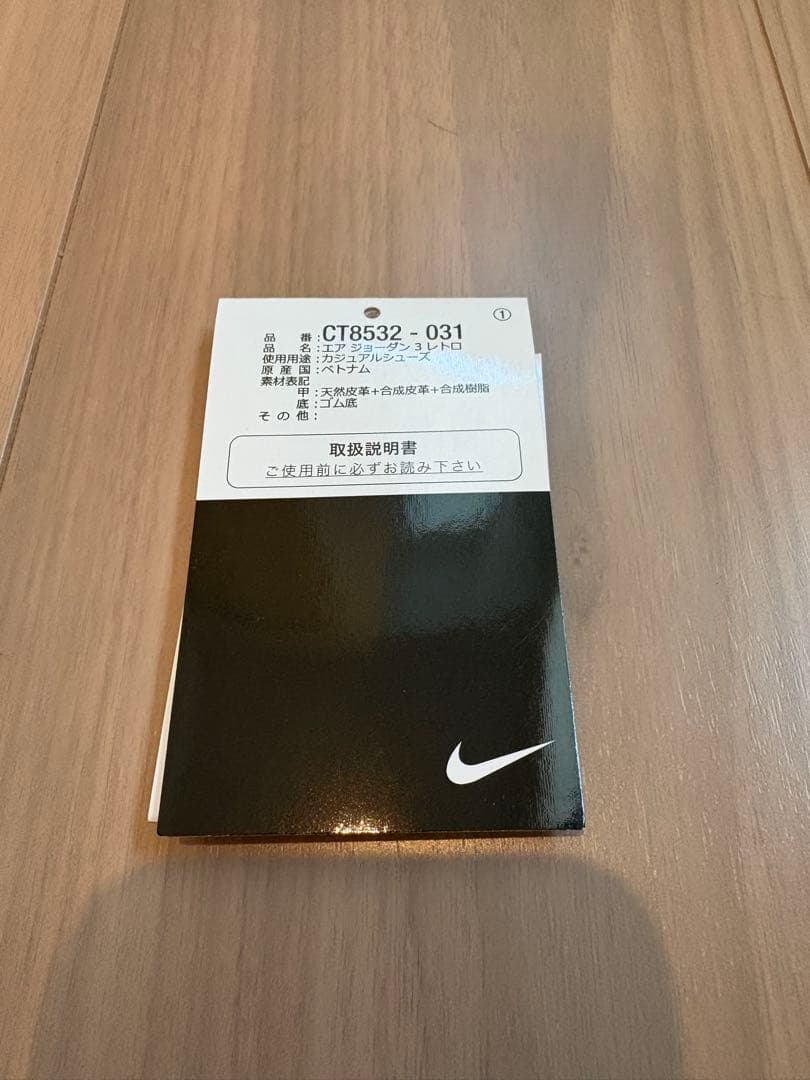 ①
品 番:CT8532 - 031
品 名:エア ジョーダン 3 レトロ
使用用途:カジュアルシューズ
原 産 国:ベトナム
素材表記
甲:天然皮革+合成皮革+合成樹脂
底:ゴム底
そ の 他:
取扱説明書
ご使用前に必ずお読み下さい